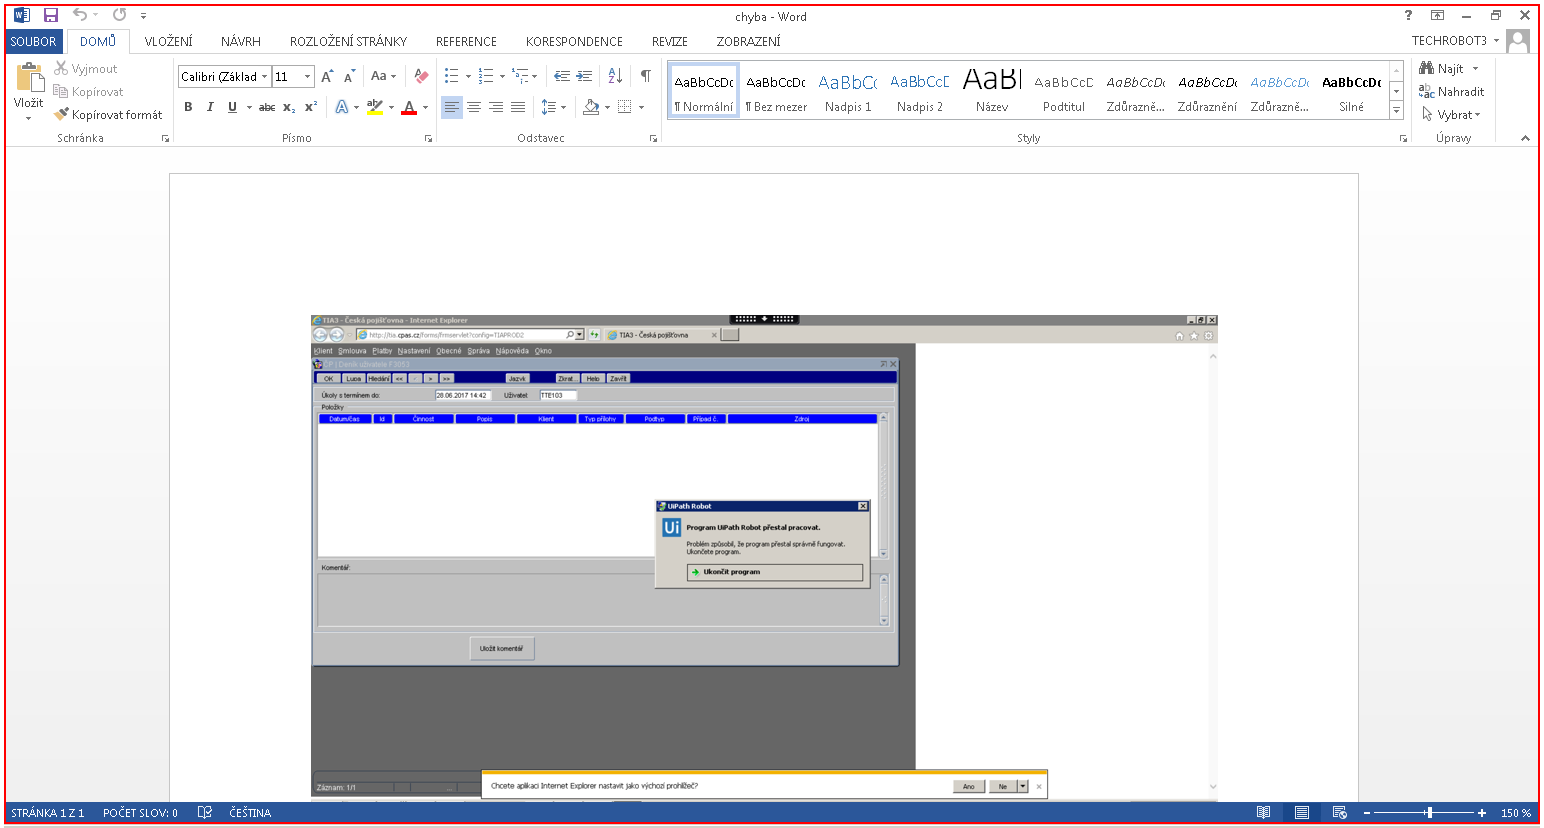 chyba - Word
SOUBOR DOMŮ VLOŽENÍ NÁVRH ROZLOŽENÍ STRÁNKY REFERENCE KORESPONDENCE REVIZE ZOBRAZENÍ TECHROBOT3
Vložit
Vyjmout
Kopírovat
Kopírovat formát
Schránka
Calibri (Základ 11
Písmo
Odstavec
AaBbCcDc AaBbCcDc AaBbC( AaBbCcE AaB AaBbCcE AaBbCcDc AaBbCcDc AaBbCcDc AaBbCcDc
¶ Normální ¶ Bez mezer Nadpis 1 Nadpis 2 Název Podtitul Zdůrazně... Zdůraznění Zdůrazně... Silné
Styly
Najít
Nahradit
Vybrat
Úpravy
TIA3 - Česká pojišťovna - Internet Explorer
http://tia.cpas.cz/forms/frmservlet?config=TIAPROD2 TIA3 - Česká pojišťovna
Klient Smlouva Platby Nastavení Obecné Správa Nápověda Okno
OK Lupa Hledání << < > >> Jazyk Zkrat... Help Zavřít
Úkoly s termínem do: 28.06.2017 14:42 Uživatel: TTE103
Položky
Datum/čas Id Činnost Popis Klient Typ přílohy Podtyp Případ č. Zdroj
UiPath Robot
Ui
Program UiPath Robot přestal pracovat.
Problém způsobil, že program přestal správně fungovat.
Ukončete program.
Ukončit program
Komentář:
Uložit komentář
Záznam: 1/1
Chcete aplikaci Internet Explorer nastavit jako výchozí prohlížeč? Ano Ne
STRÁNKA 1 Z 1 POČET SLOV: 0 ČEŠTINA 150 %